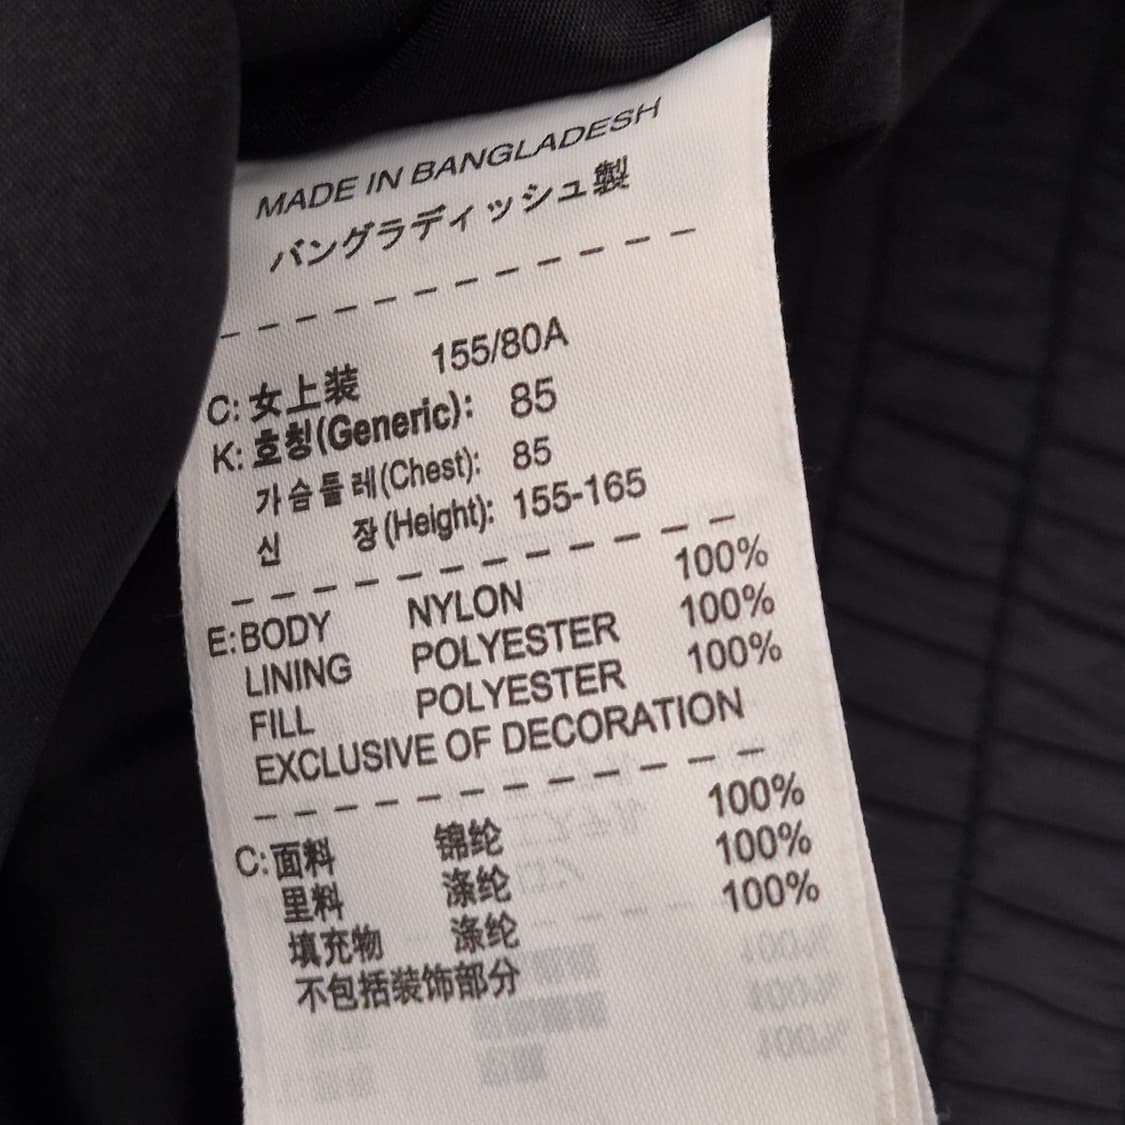 MADE IN BANGLADESH
バングラディッシュ製
C: 女上装 155/80A
K: 호칭(Generic): 85
가슴둘레(Chest): 85
신 장(Height): 155-165
E: BODY NYLON 100%
LINING POLYESTER 100%
FILL POLYESTER 100%
EXCLUSIVE OF DECORATION
C: 面料 锦纶 100%
里料 涤纶 100%
填充物 涤纶 100%
不包括装饰部分